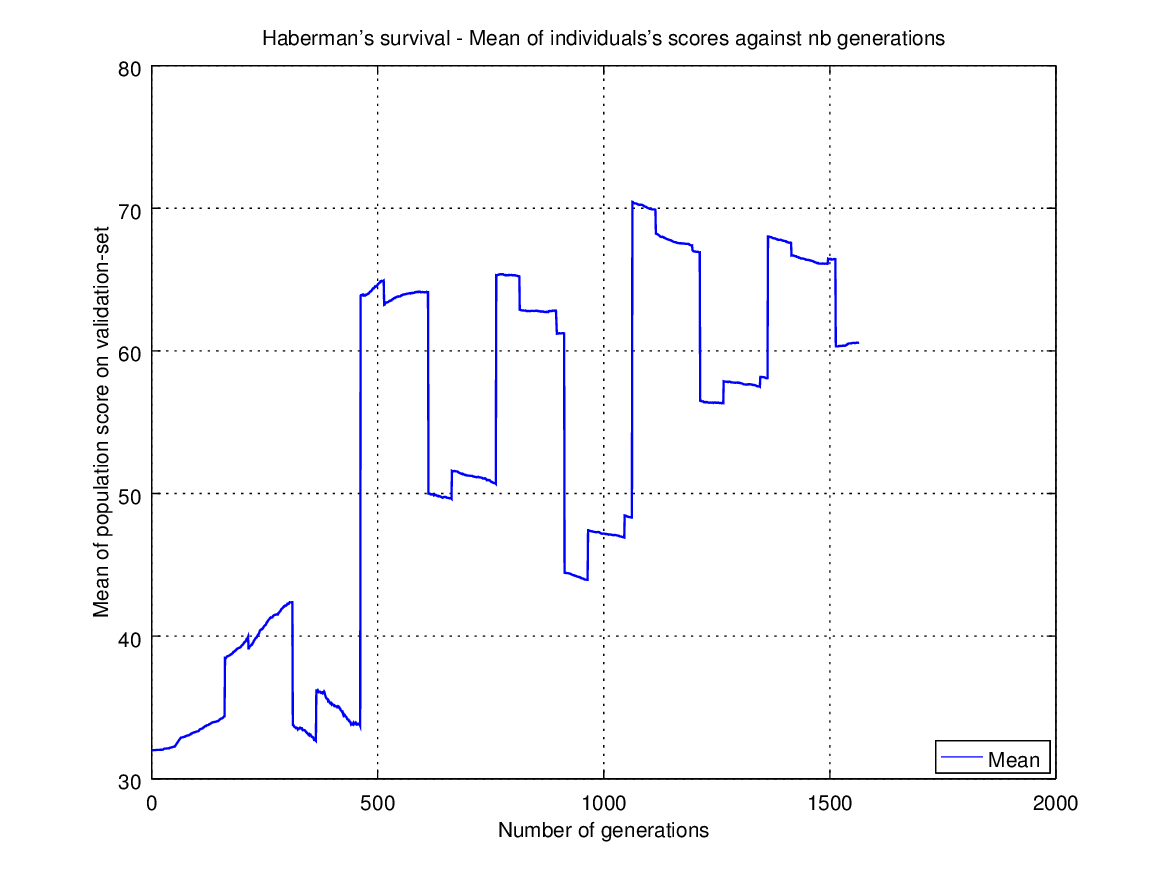 Haberman's survival - Mean of individuals's scores against nb generations
80
70
60
50
40
30
Mean of population score on validation-set
0 500 1000 1500 2000
Number of generations
Mean